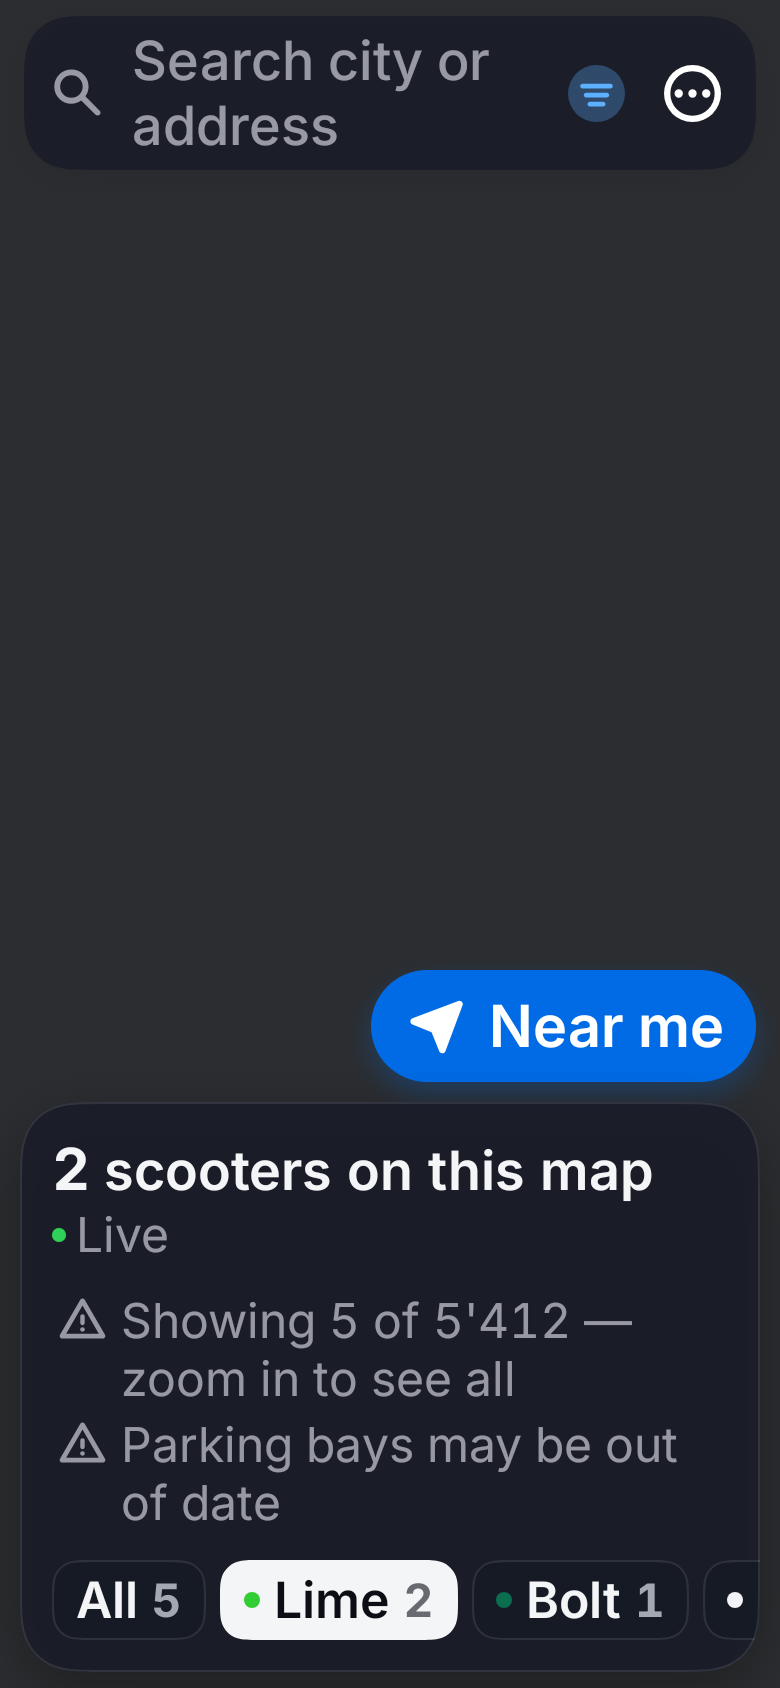 Search city or
address
Near me
2 scooters on this map
Live
Showing 5 of 5'412 —
zoom in to see all
Parking bays may be out
of date
All 5 Lime 2 Bolt 1